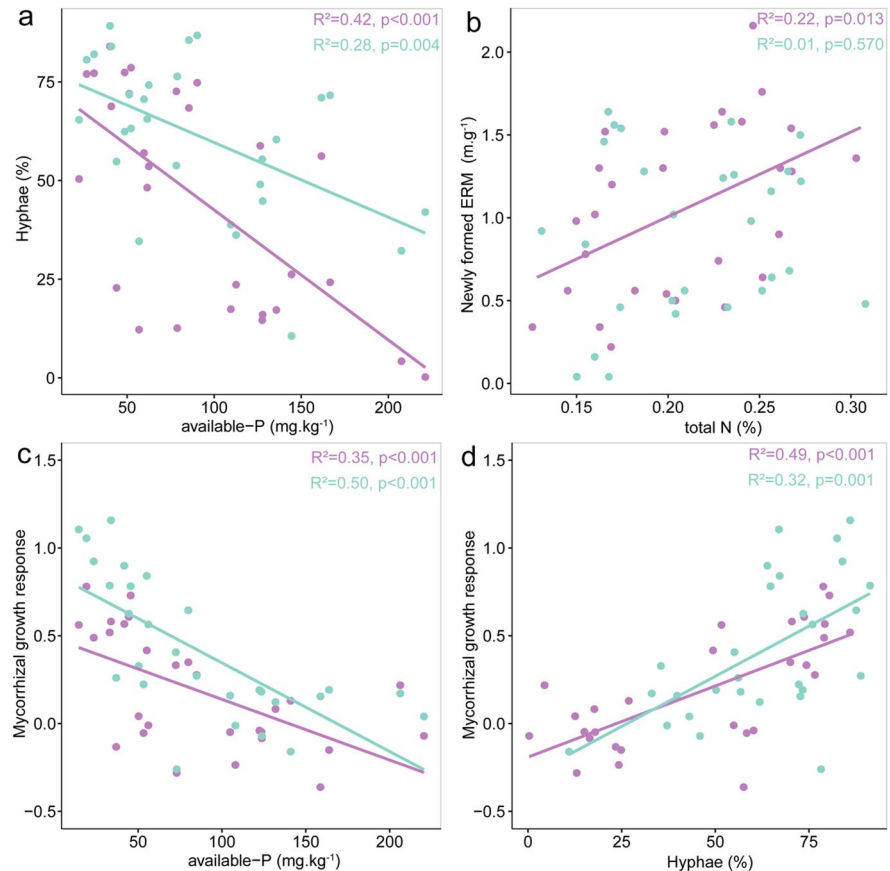 a
R²=0.42, p<0.001
R²=0.28, p=0.004
75
50
25
0
Hyphae (%)
50
100
150
200
available−P (mg.kg⁻¹)
b
R²=0.22, p=0.013
R²=0.01, p=0.570
2.0
1.5
1.0
0.5
0.0
Newly formed ERM (m.g⁻¹)
0.15
0.20
0.25
0.30
total N (%)
c
R²=0.35, p<0.001
R²=0.50, p<0.001
1.5
1.0
0.5
0.0
−0.5
Mycorrhizal growth response
50
100
150
200
available−P (mg.kg⁻¹)
d
R²=0.49, p<0.001
R²=0.32, p=0.001
1.5
1.0
0.5
0.0
−0.5
Mycorrhizal growth response
0
25
50
75
Hyphae (%)